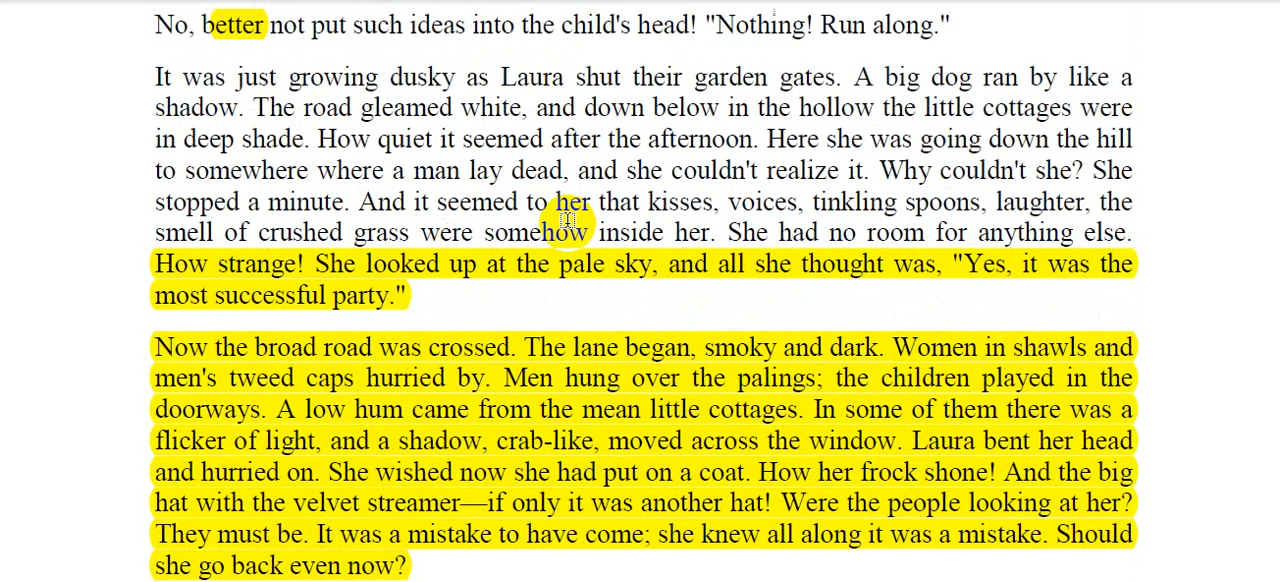 No, better not put such ideas into the child's head! "Nothing! Run along."
It was just growing dusky as Laura shut their garden gates. A big dog ran by like a
shadow. The road gleamed white, and down below in the hollow the little cottages were
in deep shade. How quiet it seemed after the afternoon. Here she was going down the hill
to somewhere where a man lay dead, and she couldn't realize it. Why couldn't she? She
stopped a minute. And it seemed to her that kisses, voices, tinkling spoons, laughter, the
smell of crushed grass were somehow inside her. She had no room for anything else.
How strange! She looked up at the pale sky, and all she thought was, "Yes, it was the
most successful party."
Now the broad road was crossed. The lane began, smoky and dark. Women in shawls and
men's tweed caps hurried by. Men hung over the palings; the children played in the
doorways. A low hum came from the mean little cottages. In some of them there was a
flicker of light, and a shadow, crab-like, moved across the window. Laura bent her head
and hurried on. She wished now she had put on a coat. How her frock shone! And the big
hat with the velvet streamer—if only it was another hat! Were the people looking at her?
They must be. It was a mistake to have come; she knew all along it was a mistake. Should
she go back even now?